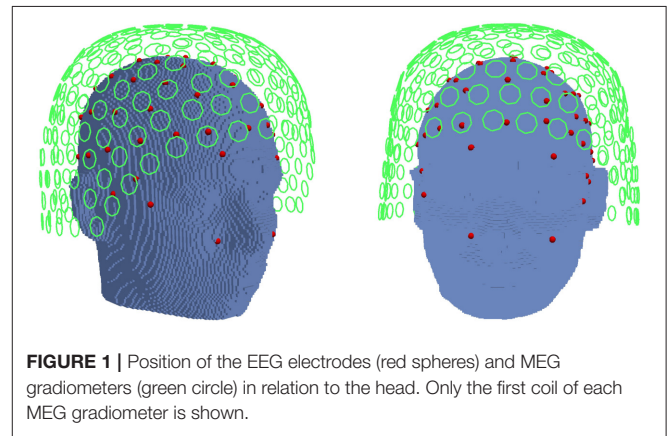 FIGURE 1 | Position of the EEG electrodes (red spheres) and MEG
gradiometers (green circle) in relation to the head. Only the first coil of each
MEG gradiometer is shown.